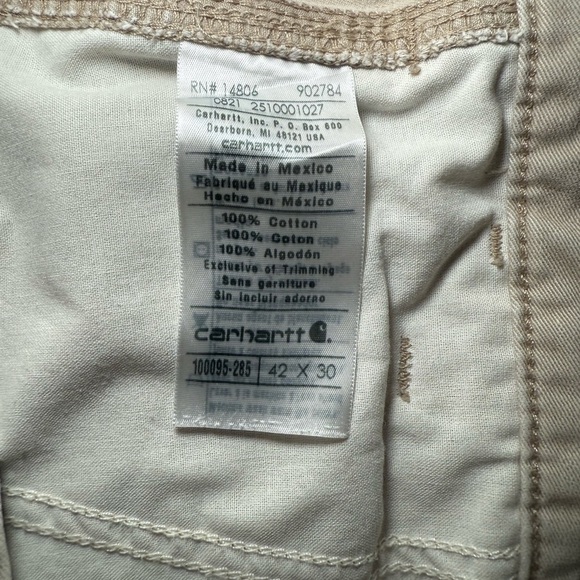 RN# 14806 902784
0821 2510001027
Carhartt, Inc. P. O. Box 600
Dearborn, MI 48121 USA
carhartt.com
Made in Mexico
Fabriqué au Mexique
Hecho en México
100% Cotton
100% Coton
100% Algodón
Exclusive of Trimming
Sans garniture
Sin incluir adorno
carhartt
100095-285 42 X 30